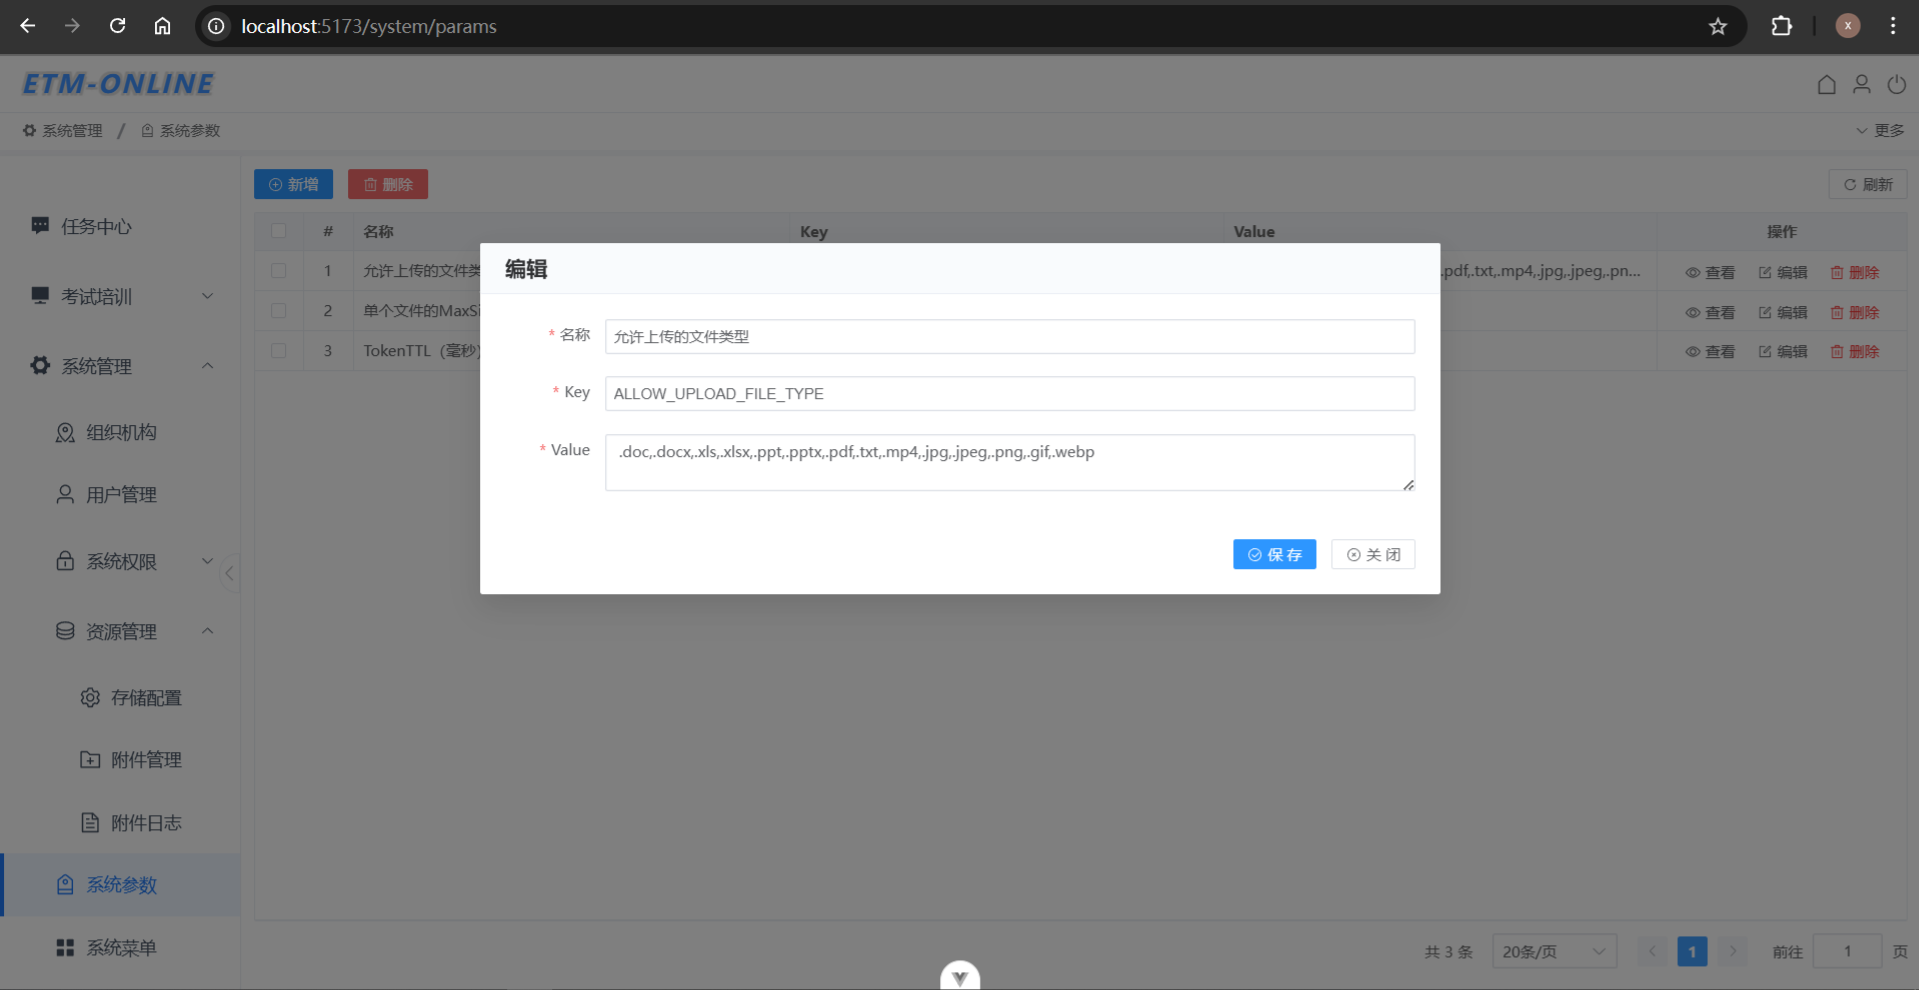 localhost:5173/system/params
x
ETM-ONLINE
系统管理 / 系统参数
更多
新增
删除
刷新
任务中心
考试培训
系统管理
组织机构
用户管理
系统权限
资源管理
存储配置
附件管理
附件日志
系统参数
系统菜单
# 名称 Key Value 操作
1 允许上传的文件类 .pdf,.txt,.mp4,.jpg,.jpeg,.pn... 查看 编辑 删除
2 单个文件的MaxSi 查看 编辑 删除
3 TokenTTL（毫秒） 查看 编辑 删除
编辑
* 名称 允许上传的文件类型
* Key ALLOW_UPLOAD_FILE_TYPE
* Value .doc,.docx,.xls,.xlsx,.ppt,.pptx,.pdf,.txt,.mp4,.jpg,.jpeg,.png,.gif,.webp
保存
关闭
共 3 条 20条/页 1 前往 1 页